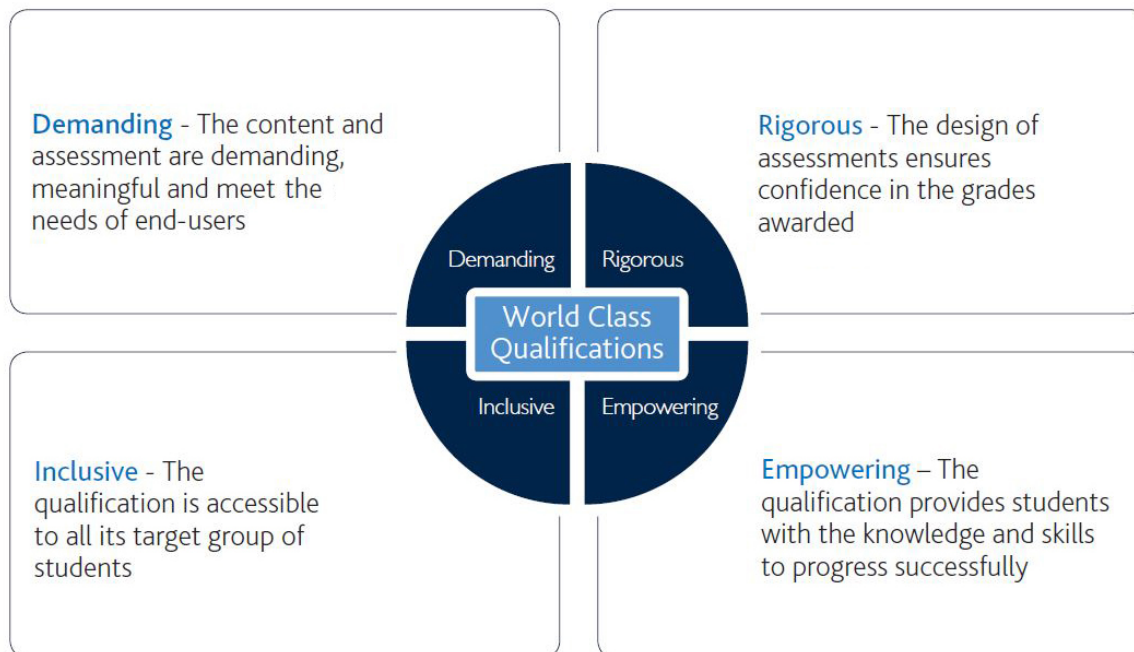 Demanding - The content and
assessment are demanding,
meaningful and meet the
needs of end-users
Rigorous - The design of
assessments ensures
confidence in the grades
awarded
Demanding
Rigorous
World Class
Qualifications
Inclusive
Empowering
Inclusive - The
qualification is accessible
to all its target group of
students
Empowering – The
qualification provides students
with the knowledge and skills
to progress successfully